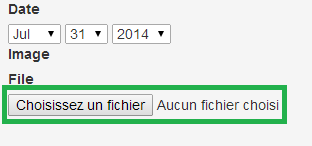 Date
Jul 31 2014
Image
File
Choisissez un fichier Aucun fichier choisi